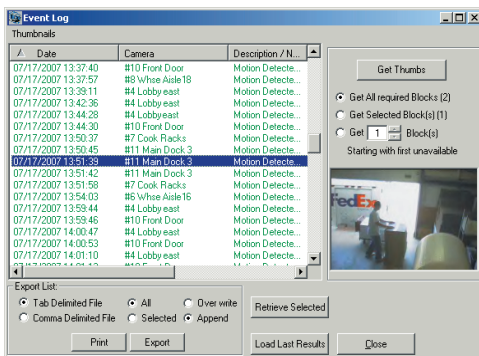 Event Log
Thumbnails
Date Camera Description / N...
07/17/2007 13:37:40 #10 Front Door Motion Detecte...
07/17/2007 13:37:57 #8 Whse Aisle 18 Motion Detecte...
07/17/2007 13:39:11 #4 Lobby east Motion Detecte...
07/17/2007 13:42:36 #4 Lobby east Motion Detecte...
07/17/2007 13:44:28 #4 Lobby east Motion Detecte...
07/17/2007 13:44:30 #10 Front Door Motion Detecte...
07/17/2007 13:50:37 #7 Cook Racks Motion Detecte...
07/17/2007 13:50:45 #11 Main Dock 3 Motion Detecte...
07/17/2007 13:51:39 #11 Main Dock 3 Motion Detecte...
07/17/2007 13:51:42 #11 Main Dock 3 Motion Detecte...
07/17/2007 13:51:58 #7 Cook Racks Motion Detecte...
07/17/2007 13:54:03 #6 Whse Aisle 16 Motion Detecte...
07/17/2007 13:59:44 #4 Lobby east Motion Detecte...
07/17/2007 13:59:46 #10 Front Door Motion Detecte...
07/17/2007 14:00:47 #4 Lobby east Motion Detecte...
07/17/2007 14:00:53 #10 Front Door Motion Detecte...
07/17/2007 14:01:10 #4 Lobby east Motion Detecte...
Get Thumbs
Get All required Blocks (2)
Get Selected Block(s) (1)
Get 1 Block(s)
Starting with first unavailable
FedEx
Export List:
Tab Delimited File All Over write
Comma Delimited File Selected Append
Print Export
Retrieve Selected
Load Last Results Close